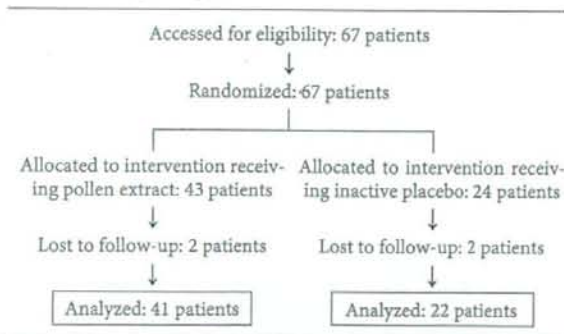 Accessed for eligibility: 67 patients
Randomized: 67 patients
Allocated to intervention receiv-
ing pollen extract: 43 patients
Lost to follow-up: 2 patients
Analyzed: 41 patients
Allocated to intervention receiv-
ing inactive placebo: 24 patients
Lost to follow-up: 2 patients
Analyzed: 22 patients